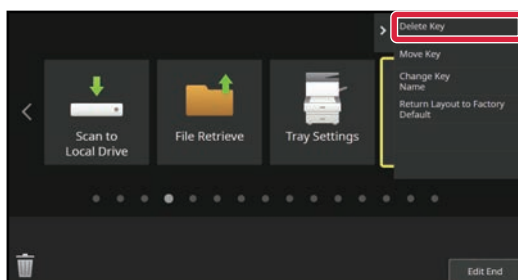 Delete Key
Move Key
Change Key
Name
Return Layout to Factory
Default
Scan to
Local Drive
File Retrieve
Tray Settings
Edit End